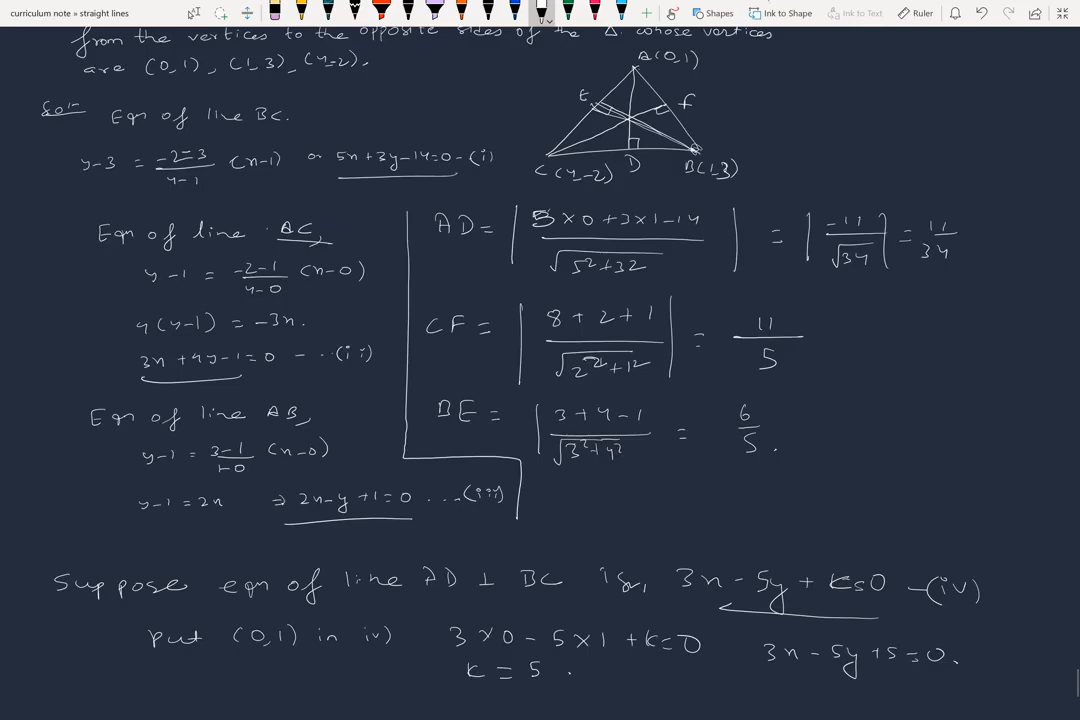 curriculum note » straight lines
Shapes Ink to Shape Ink to Text Ruler
from the vertices to the opposite sides of the Δ. whose vertices
are (0,1), (1,3), (4,-2).
A(0,1)
E F
C(4,-2) D B(1,3)
Soln
Eqn of line BC.
y-3 = -2-3/4-1 (x-1) or 5x+3y-14=0-(i)
Eqn of line AC,
y-1 = -2-1/4-0 (x-0)
4(y-1) = -3x.
3x+4y-1=0 - ..(ii)
Eqn of line AB,
y-1 = 3-1/1-0 (x-0)
y-1=2x ⇒ 2x-y+1=0 ....(iii)
AD = |5×0+3×1-14/√5²+32| = |-11/√34| = 11/34
CF = |8+2+1/√2²+1²| = 11/5
BE = |3+4-1/√3²+4² = 6/5.
Suppose eqn of line AD ⊥ BC is, 3x-5y+k=0 -(iv)
put (0,1) in iv) 3×0-5×1+k=0 3x-5y+5=0.
k=5.